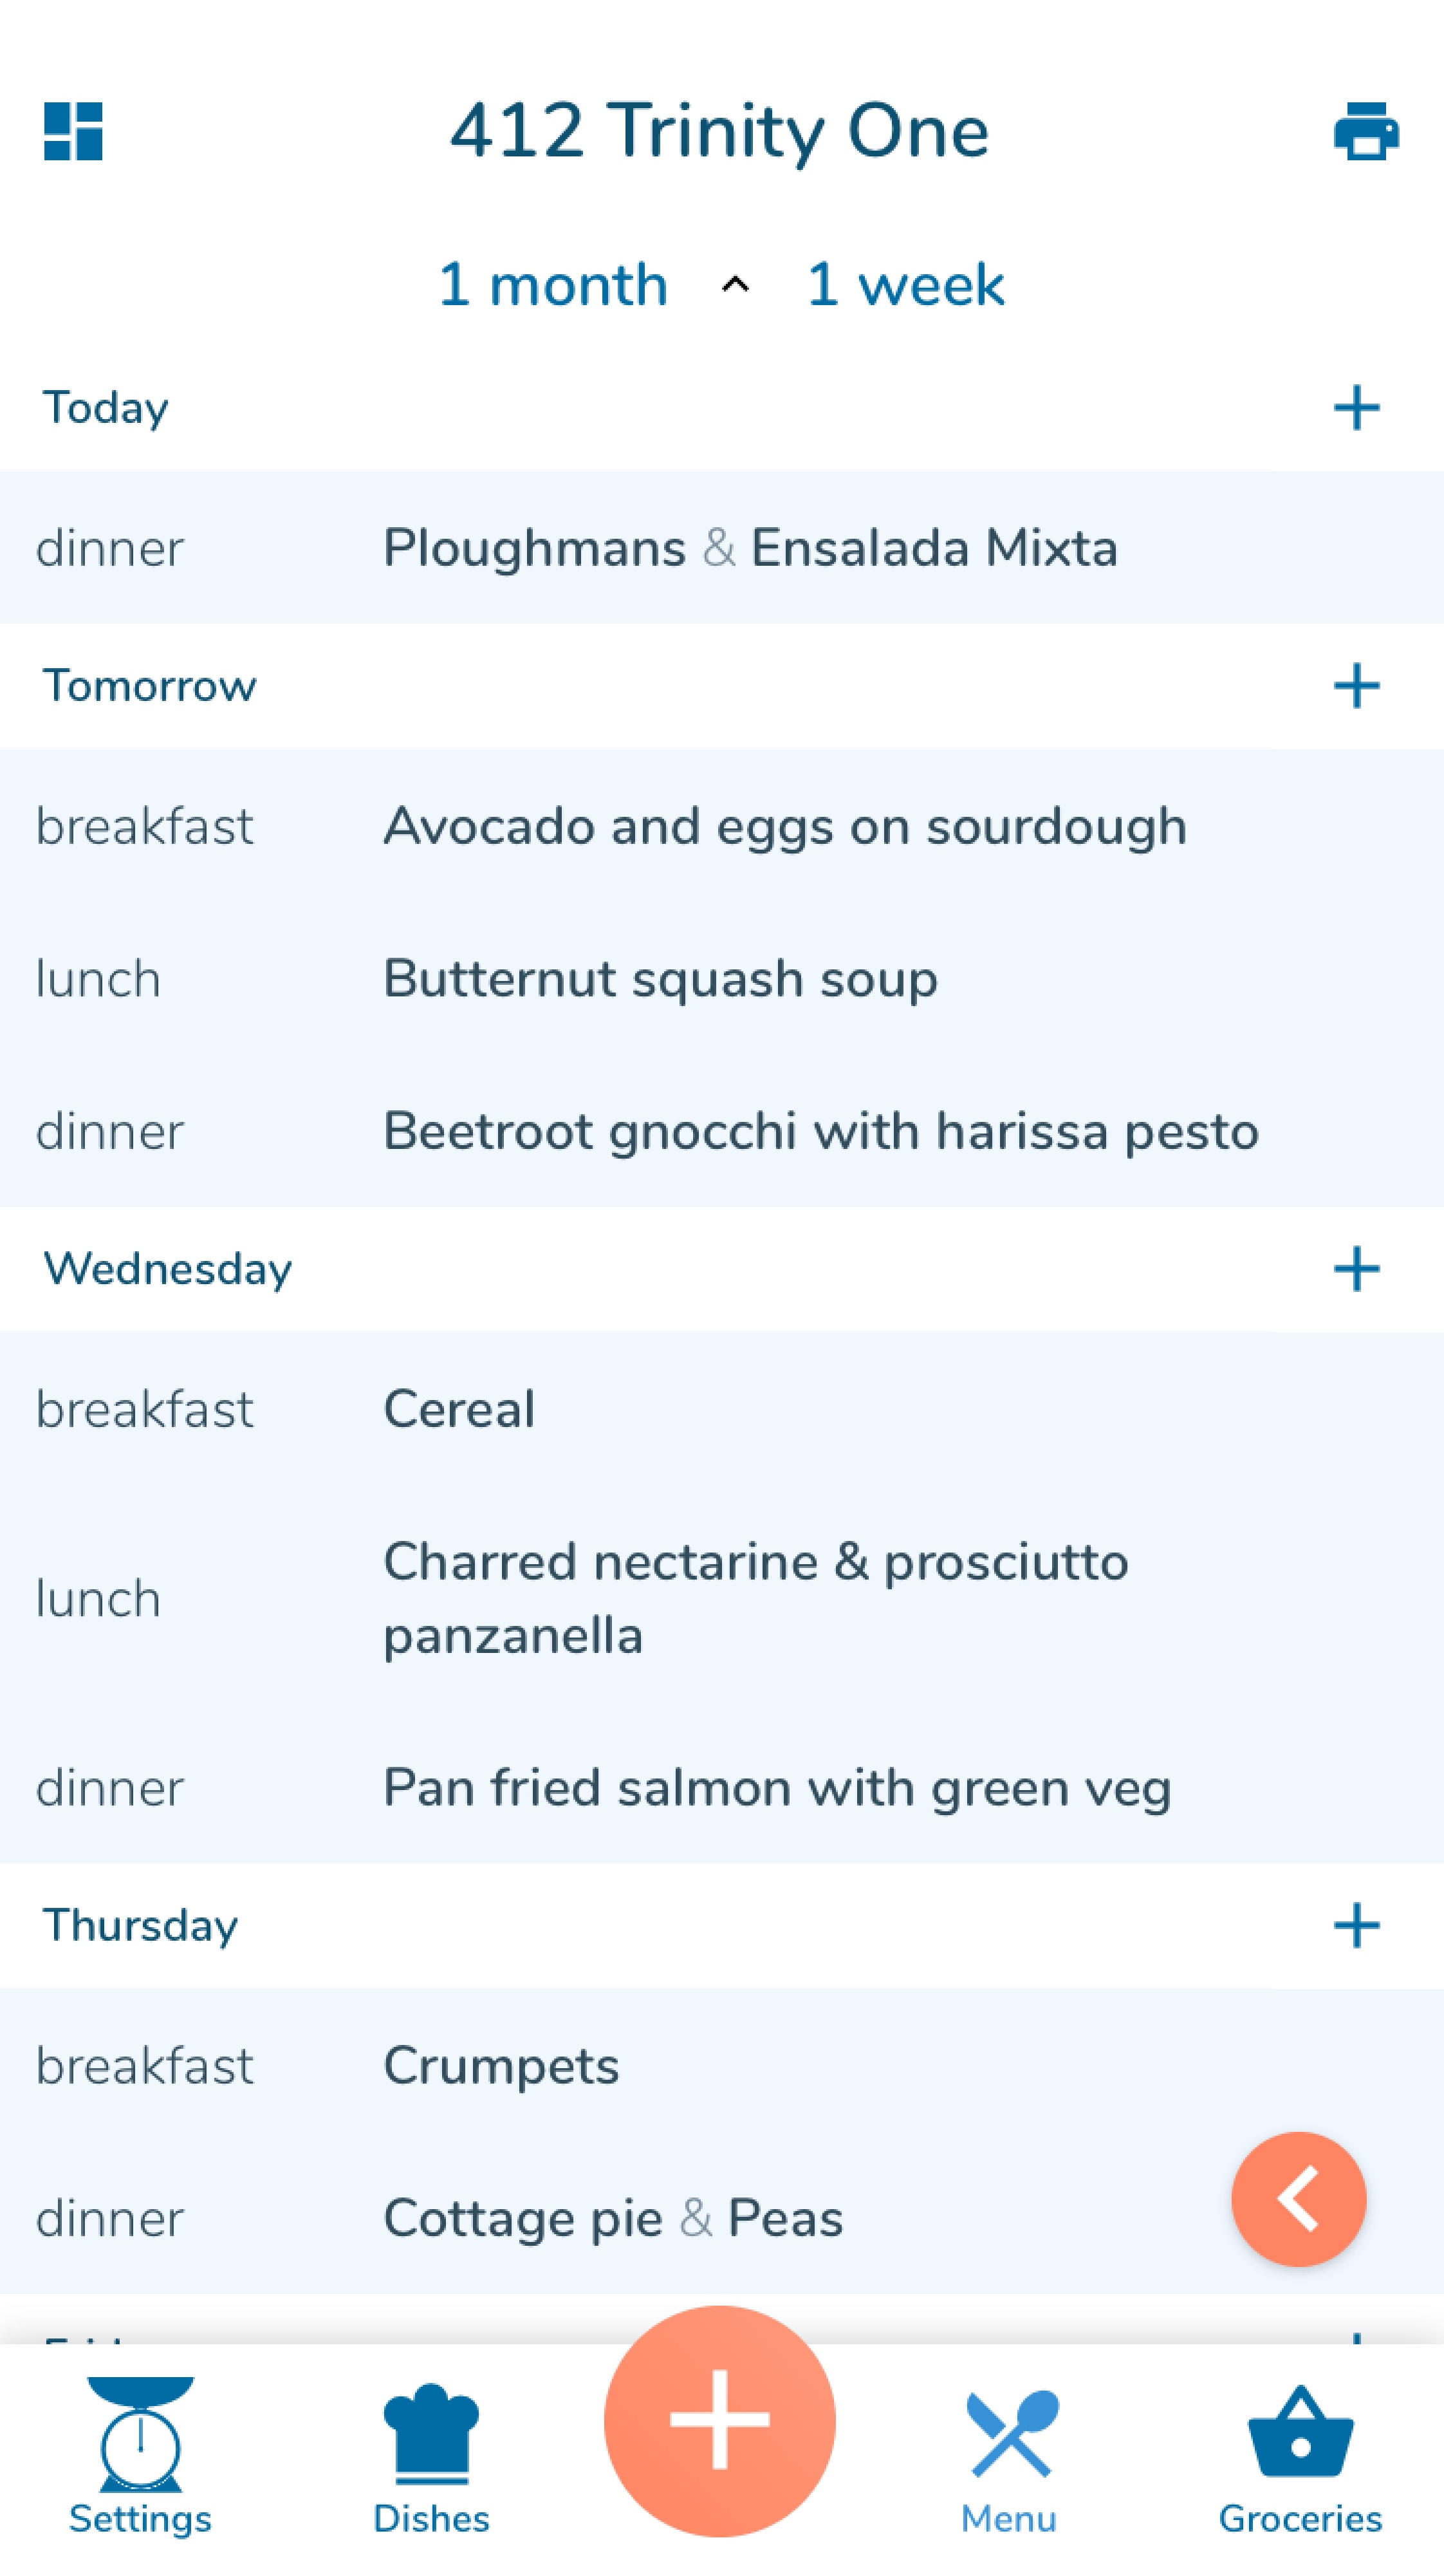 412 Trinity One
1 month ^ 1 week
Today +
dinner Ploughmans & Ensalada Mixta
Tomorrow +
breakfast Avocado and eggs on sourdough
lunch Butternut squash soup
dinner Beetroot gnocchi with harissa pesto
Wednesday +
breakfast Cereal
lunch Charred nectarine & prosciutto
panzanella
dinner Pan fried salmon with green veg
Thursday +
breakfast Crumpets
dinner Cottage pie & Peas
Settings Dishes Menu Groceries